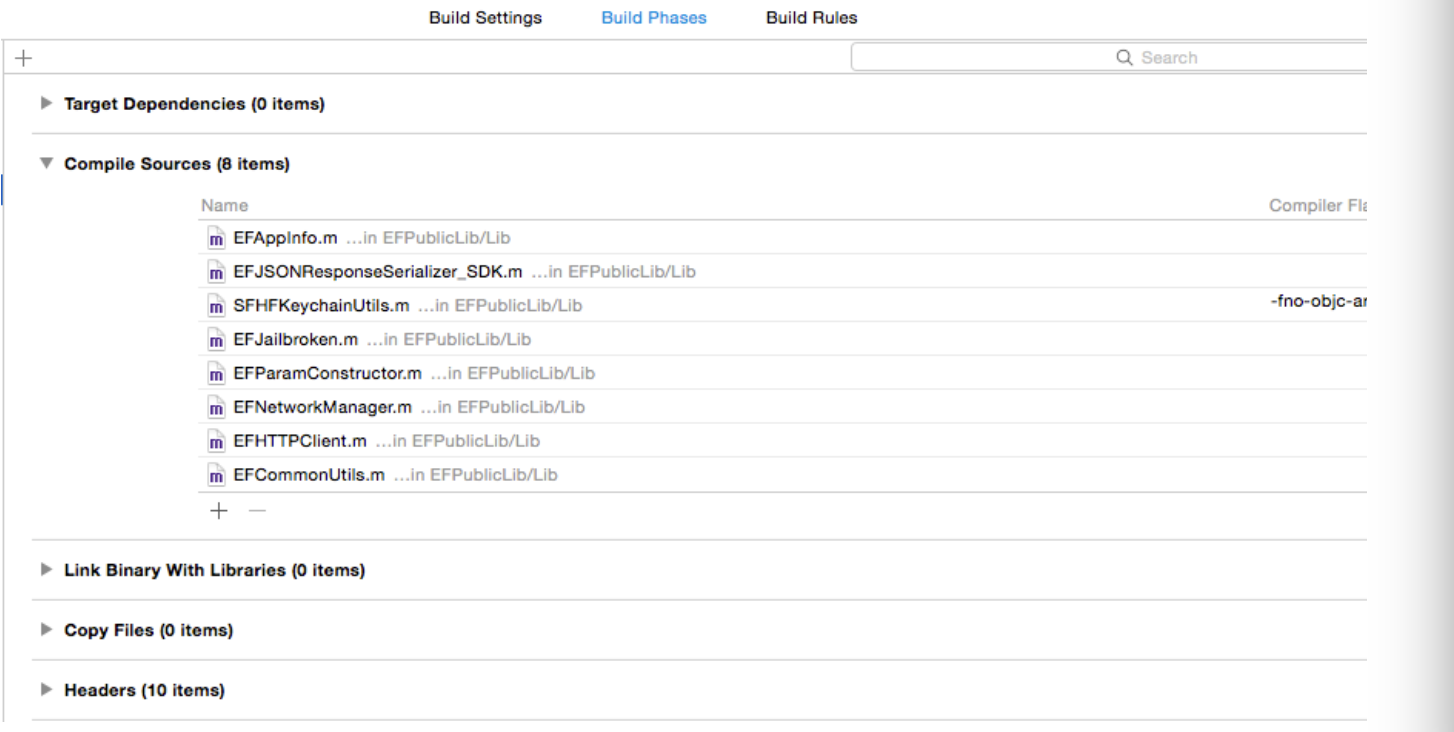 Build Settings Build Phases Build Rules
+ Search
Target Dependencies (0 items)
Compile Sources (8 items)
Name Compiler Fla
m EFAppInfo.m ...in EFPublicLib/Lib
m EFJSONResponseSerializer_SDK.m ...in EFPublicLib/Lib
m SFHFKeychainUtils.m ...in EFPublicLib/Lib -fno-objc-ar
m EFJailbroken.m ...in EFPublicLib/Lib
m EFParamConstructor.m ...in EFPublicLib/Lib
m EFNetworkManager.m ...in EFPublicLib/Lib
m EFHTTPClient.m ...in EFPublicLib/Lib
m EFCommonUtils.m ...in EFPublicLib/Lib
+ —
Link Binary With Libraries (0 items)
Copy Files (0 items)
Headers (10 items)